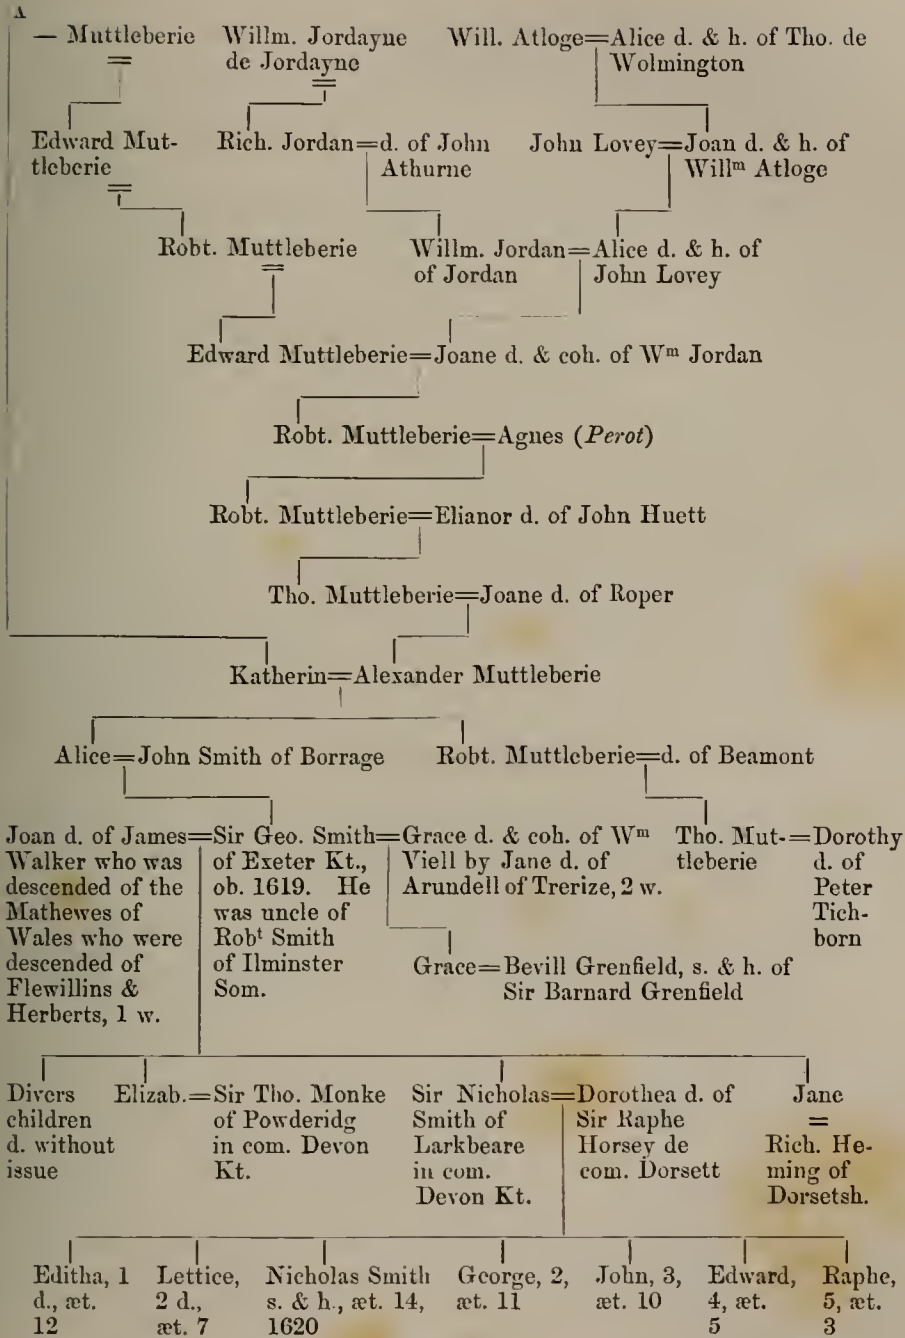 A
— Muttleberie
=
Willm. Jordayne
de Jordayne
=
Will. Atloge=Alice d. & h. of Tho. de
Wolmington
Edward Mut-
tleberie
=
Rich. Jordan=d. of John
Athurne
John Lovey=Joan d. & h. of
Willm Atloge
Robt. Muttleberie
=
Willm. Jordan=Alice d. & h. of
of Jordan
John Lovey
Edward Muttleberie=Joane d. & coh. of Wm Jordan
Robt. Muttleberie=Agnes (Perot)
Robt. Muttleberie=Elianor d. of John Huett
Tho. Muttleberie=Joane d. of Roper
Katherin=Alexander Muttleberie
Alice=John Smith of Borrage
Robt. Muttleberie=d. of Beamont
Joan d. of James=
Walker who was
descended of the
Mathewes of
Wales who were
descended of
Flewillins &
Herberts, 1 w.
Sir Geo. Smith=
of Exeter Kt.,
ob. 1619. He
was uncle of
Robt Smith
of Ilminster
Som.
Grace d. & coh. of Wm
Viell by Jane d. of
Arundell of Trerize, 2 w.
Tho. Mut-=
tleberie
Dorothy
d. of
Peter
Tich-
born
Grace=Bevill Grenfield, s. & h. of
Sir Barnard Grenfield
Divers
children
d. without
issue
Elizab.=Sir Tho. Monke
of Powderidg
in com. Devon
Kt.
Sir Nicholas=
Smith of
Larkbeare
in com.
Devon Kt.
Dorothea d. of
Sir Raphe
Horsey de
com. Dorsett
Jane
=
Rich. He-
ming of
Dorsetsh.
Editha, 1
d., æt.
12
Lettice,
2 d.,
æt. 7
Nicholas Smith
s. & h., æt. 14,
1620
George, 2,
æt. 11
John, 3,
æt. 10
Edward,
4, æt.
5
Raphe,
5, æt.
3